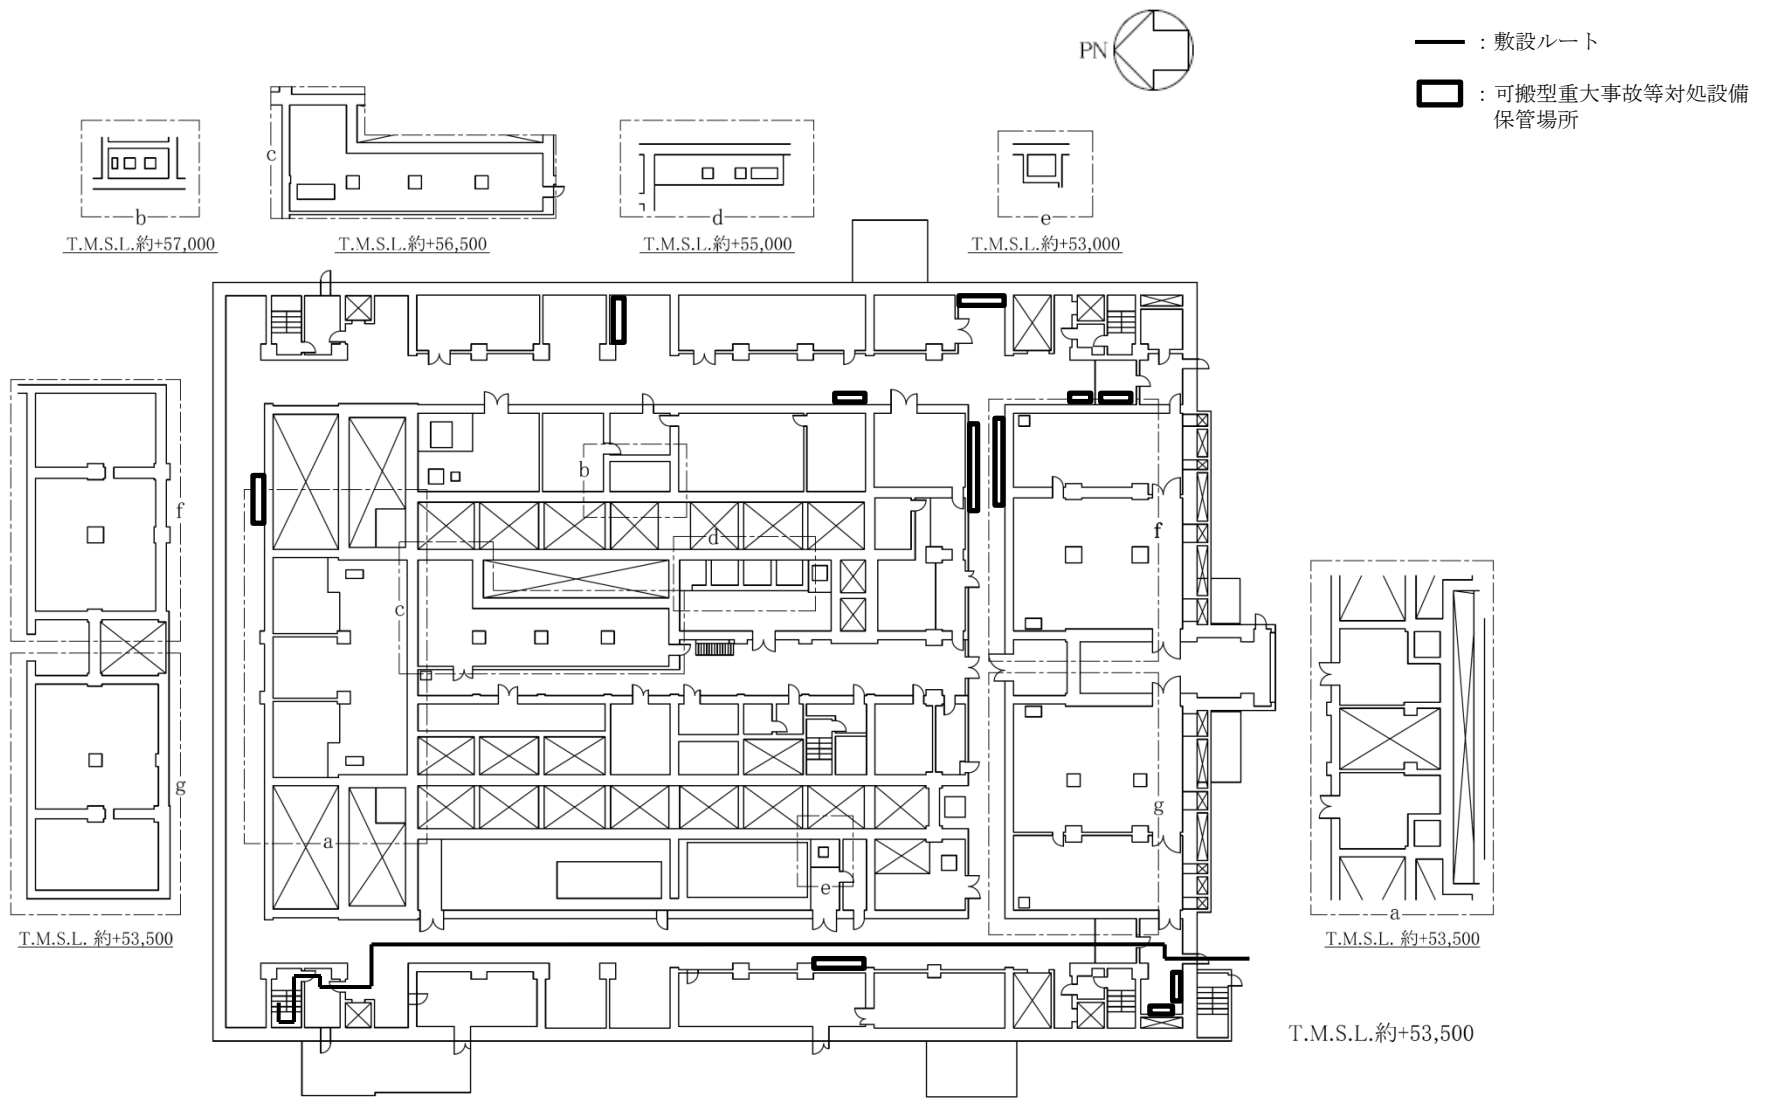 PN
: 敷設ルート
: 可搬型重大事故等対処設備
保管場所
c
b
d
e
T.M.S.L.約+57,000
T.M.S.L.約+56,500
T.M.S.L.約+55,000
T.M.S.L.約+53,000
b
f
f
d
c
g
g
a
e
a
T.M.S.L. 約+53,500
T.M.S.L. 約+53,500
T.M.S.L.約+53,500